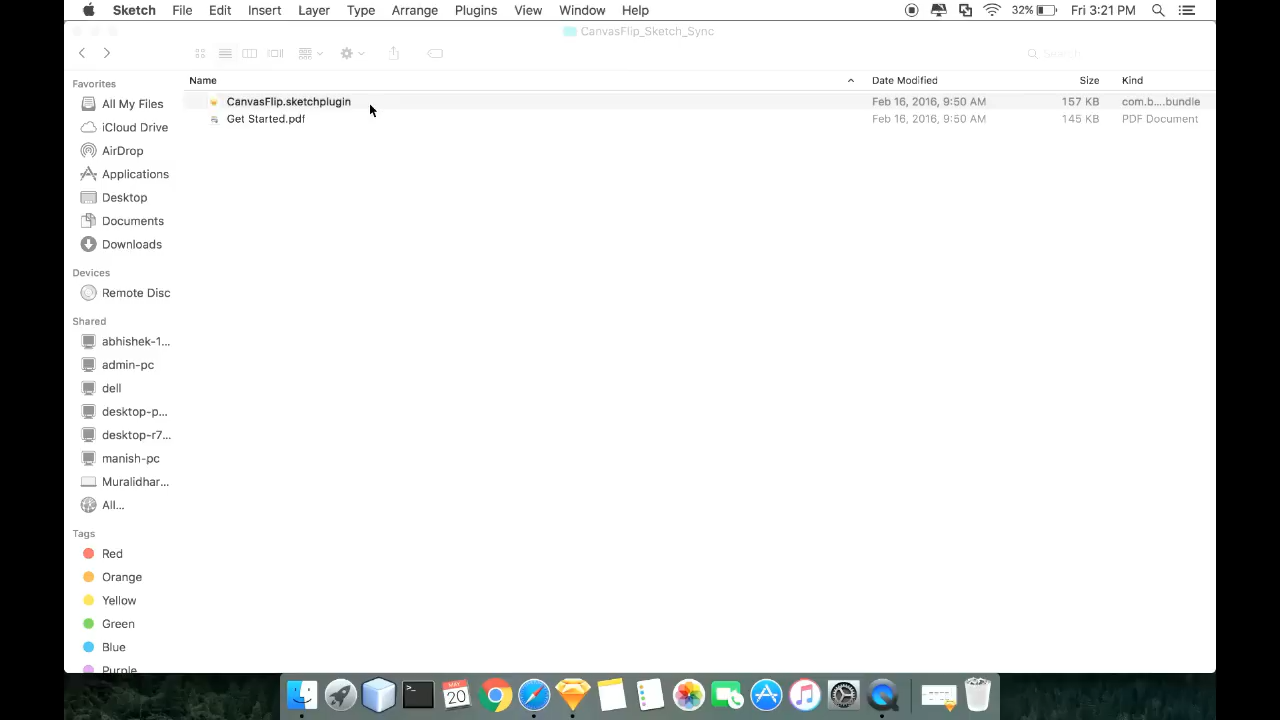 Sketch File Edit Insert Layer Type Arrange Plugins View Window Help 32% Fri 3:21 PM
CanvasFlip_Sketch_Sync
Search
Favorites
All My Files
iCloud Drive
AirDrop
Applications
Desktop
Documents
Downloads
Devices
Remote Disc
Shared
abhishek-1...
admin-pc
dell
desktop-p...
desktop-r7...
manish-pc
Muralidhar...
All...
Tags
Red
Orange
Yellow
Green
Blue
Purple
Name Date Modified Size Kind
CanvasFlip.sketchplugin Feb 16, 2016, 9:50 AM 157 KB com.b....bundle
Get Started.pdf Feb 16, 2016, 9:50 AM 145 KB PDF Document
MAY
20